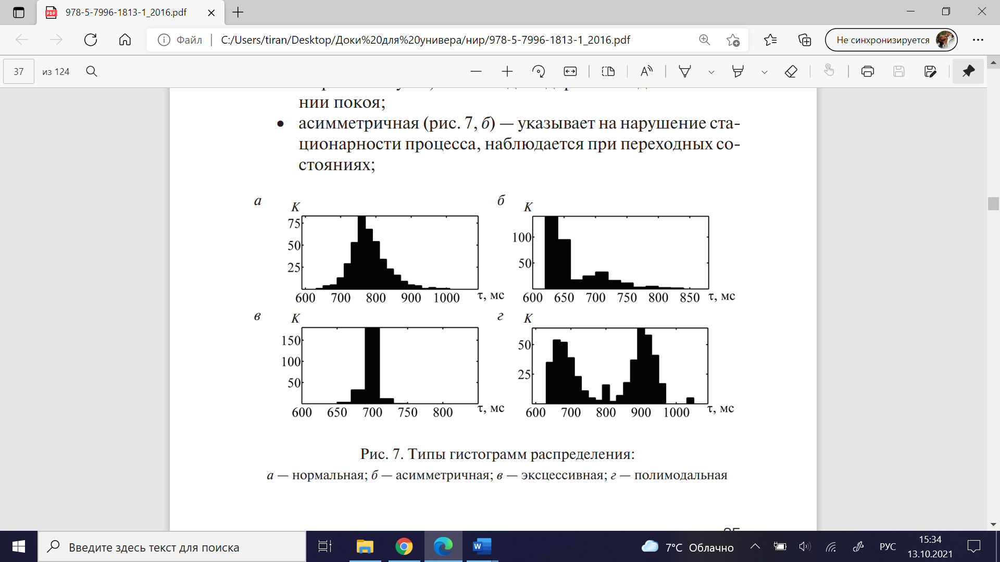 978-5-7996-1813-1_2016.pdf
Файл | C:/Users/tiran/Desktop/Доки%20для%20универа/нир/978-5-7996-1813-1_2016.pdf
Не синхронизируется
37 из 124
нии покоя;
• асимметричная (рис. 7, б) — указывает на нарушение ста-
ционарности процесса, наблюдается при переходных со-
стояниях;
а
K
75
50
25
600 700 800 900 1000 τ, мс
б
K
100
50
600 650 700 750 800 850 τ, мс
в
K
150
100
50
600 650 700 750 800 τ, мс
г
K
50
25
600 700 800 900 1000 τ, мс
Рис. 7. Типы гистограмм распределения:
а — нормальная; б — асимметричная; в — эксцессивная; г — полимодальная
Введите здесь текст для поиска
7°C Облачно
РУС
15:34
13.10.2021